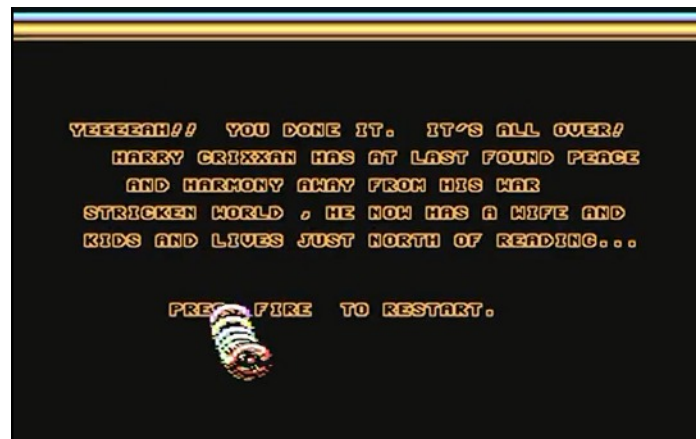 YEEEEAH!! YOU DONE IT. IT'S ALL OVER!
HARRY CRIXXAN HAS AT LAST FOUND PEACE
AND HARMONY AWAY FROM HIS WAR
STRICKEN WORLD , HE NOW HAS A WIFE AND
KIDS AND LIVES JUST NORTH OF READING...
FIRE TO RESTART.